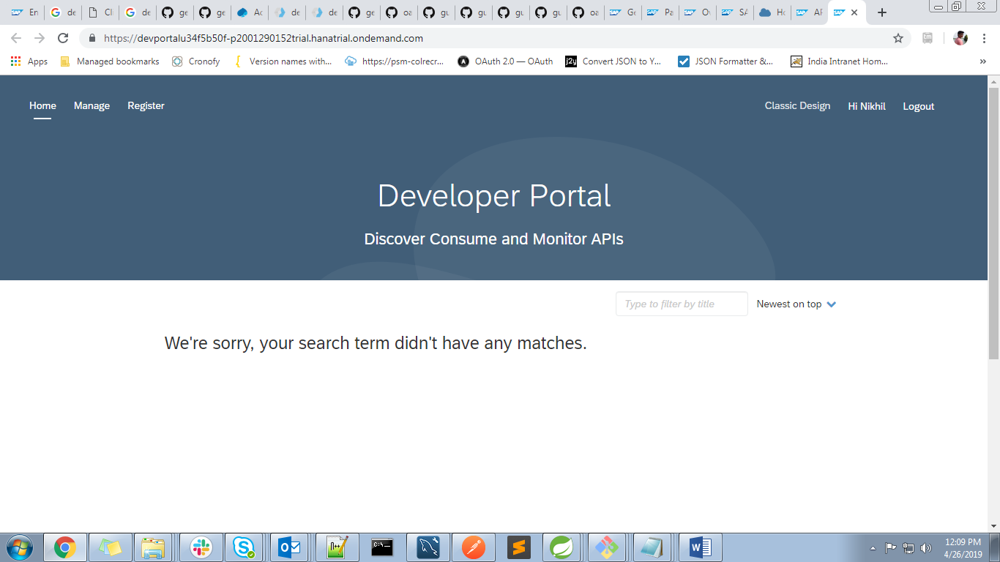 En
de
Cl
de
ge
ge
Ac
de
de
ge
oa
gu
gu
gu
gu
oa
Ge
Pa
Ov
SA
Ho
AF
https://devportalu34f5b50f-p2001290152trial.hanatrial.ondemand.com
Apps Managed bookmarks Cronofy Version names with... https://psm-colrecr... OAuth 2.0 — OAuth Convert JSON to Y... JSON Formatter &... India Intranet Hom... »
Home Manage Register Classic Design Hi Nikhil Logout
Developer Portal
Discover Consume and Monitor APIs
Type to filter by title Newest on top
We're sorry, your search term didn't have any matches.
12:09 PM
4/26/2019